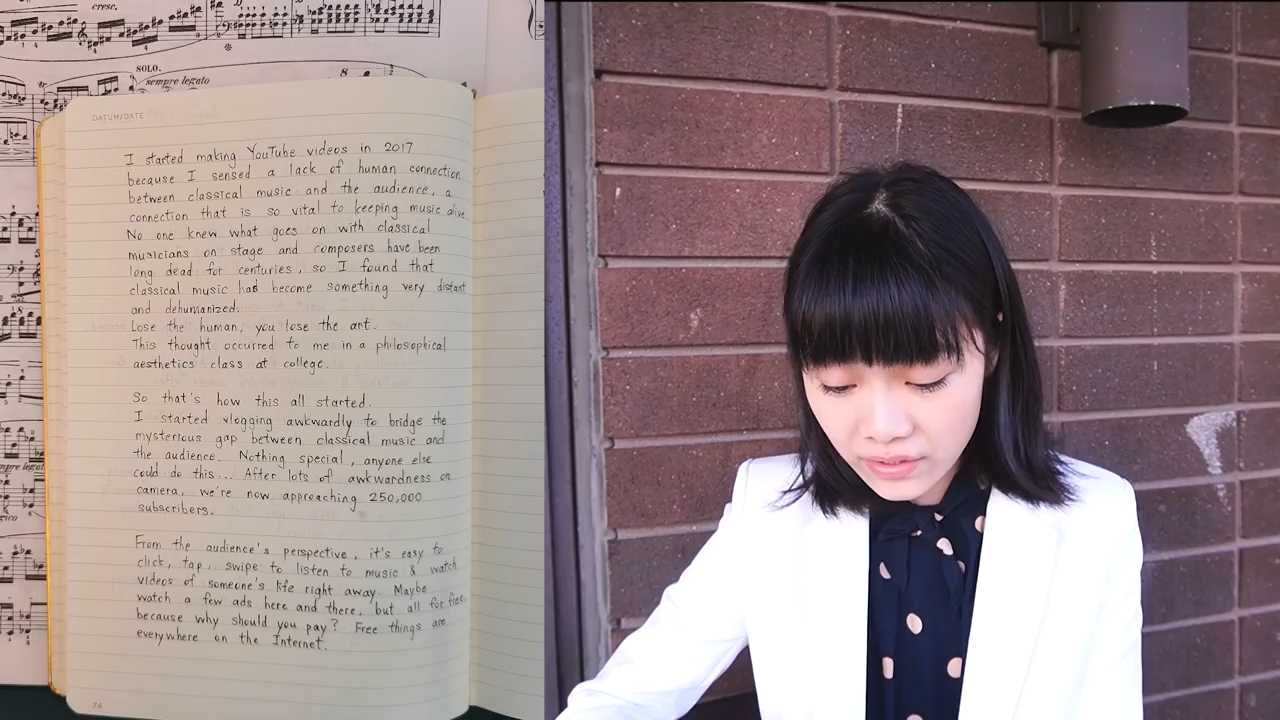 cresc.
SOLO.
sempre legato
8
DATUM/DATE
I started making YouTube videos in 2017
because I sensed a lack of human connection
between classical music and the audience, a
connection that is so vital to keeping music alive.
No one knew what goes on with classical
musicians on stage and composers have been
long dead for centuries, so I found that
classical music had become something very distant
and dehumanized.
Lose the human, you lose the art.
This thought occurred to me in a philosophical
aesthetics class at college.
So that's how this all started.
I started vlogging awkwardly to bridge the
mysterious gap between classical music and
the audience. Nothing special, anyone else
could do this... After lots of awkwardness on
camera, we're now approaching 250,000
subscribers.
From the audience's perspective, it's easy to
click, tap, swipe to listen to music & watch
videos of someone's life right away. Maybe
watch a few ads here and there, but all for free,
because why should you pay? Free things are
everywhere on the Internet.
74